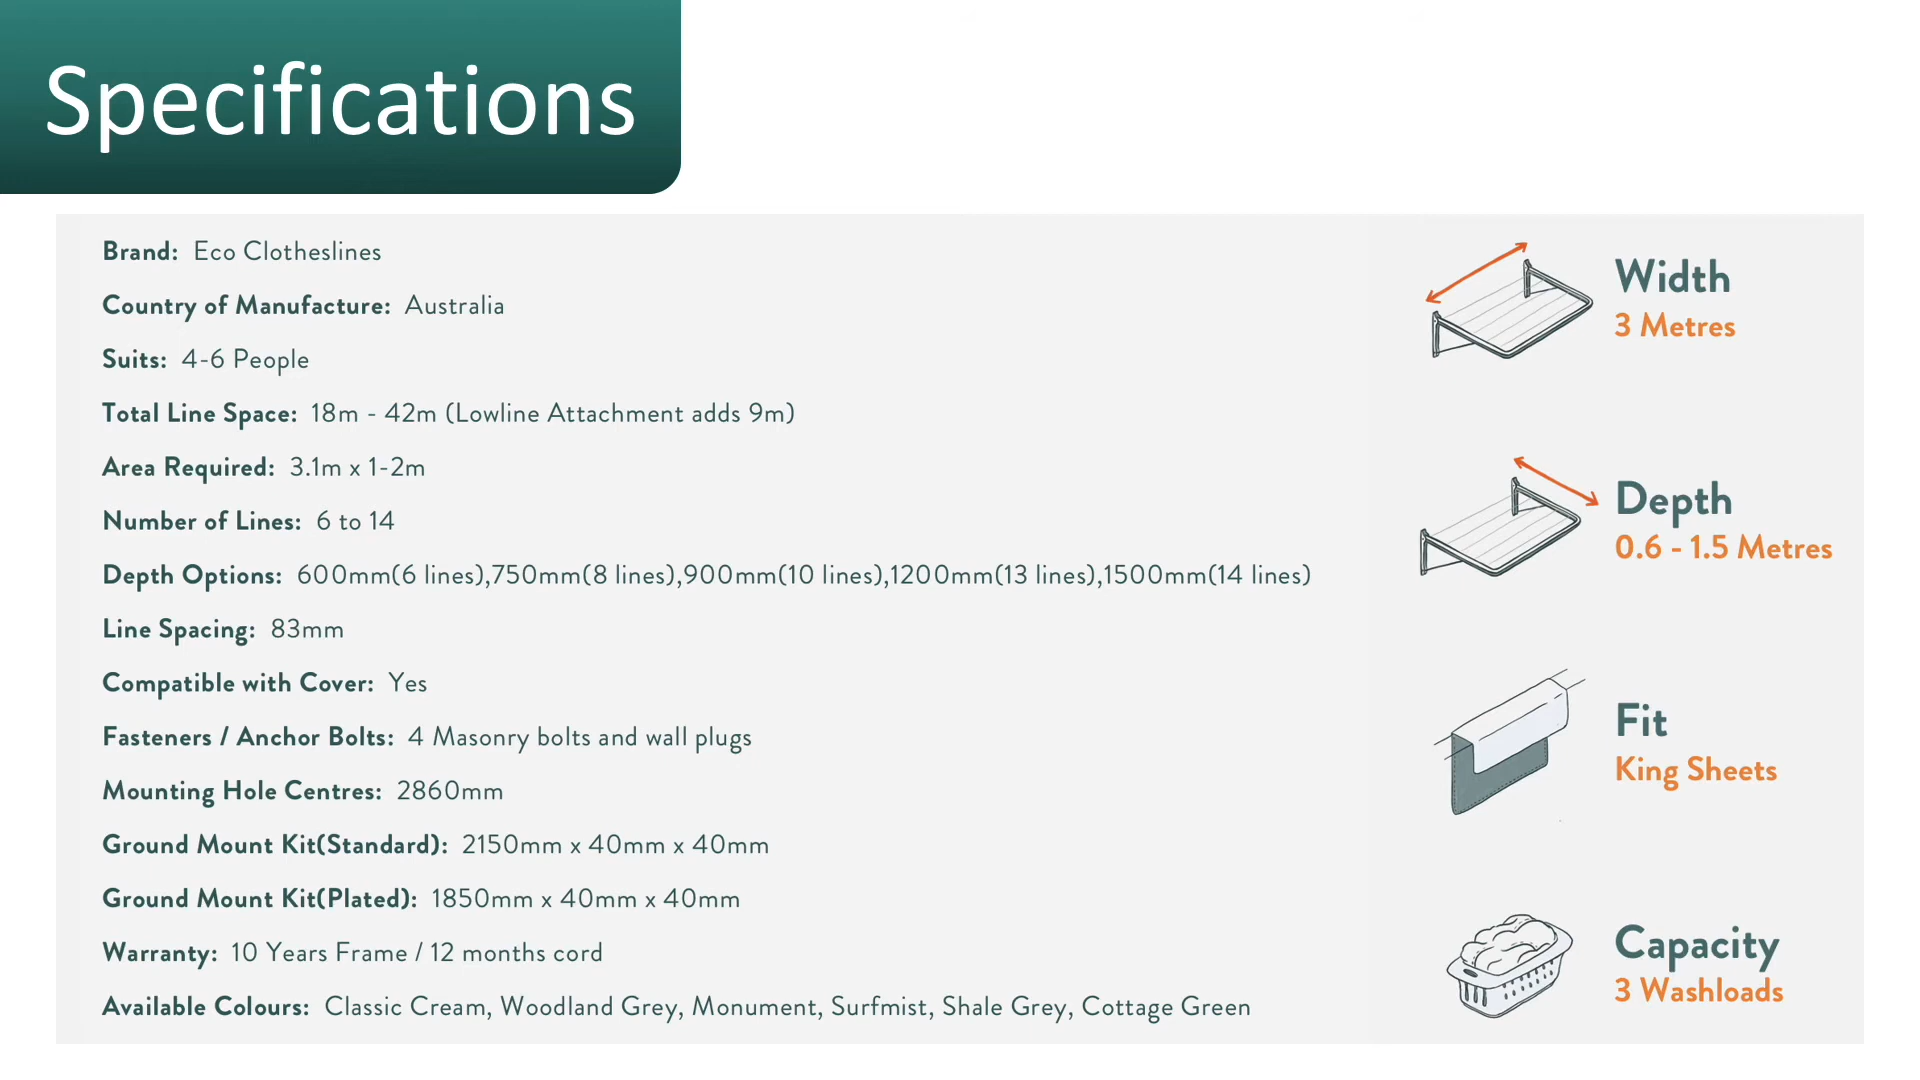 Specifications
Brand: Eco Clotheslines
Country of Manufacture: Australia
Suits: 4-6 People
Total Line Space: 18m - 42m (Lowline Attachment adds 9m)
Area Required: 3.1m x 1-2m
Number of Lines: 6 to 14
Depth Options: 600mm(6 lines),750mm(8 lines),900mm(10 lines),1200mm(13 lines),1500mm(14 lines)
Line Spacing: 83mm
Compatible with Cover: Yes
Fasteners / Anchor Bolts: 4 Masonry bolts and wall plugs
Mounting Hole Centres: 2860mm
Ground Mount Kit(Standard): 2150mm x 40mm x 40mm
Ground Mount Kit(Plated): 1850mm x 40mm x 40mm
Warranty: 10 Years Frame / 12 months cord
Available Colours: Classic Cream, Woodland Grey, Monument, Surfmist, Shale Grey, Cottage Green
Width
3 Metres
Depth
0.6 - 1.5 Metres
Fit
King Sheets
Capacity
3 Washloads